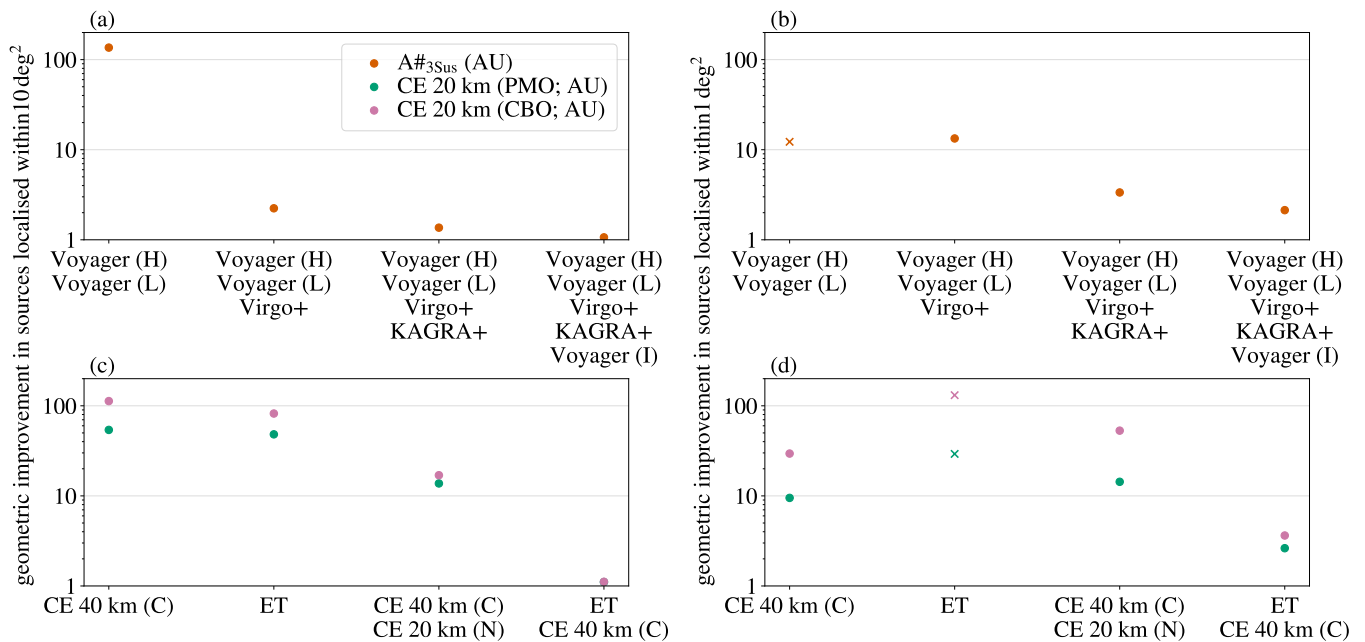 geometric improvement in sources localised within 10 deg²
(a)
100
10
1
A#3Sus (AU)
CE 20 km (PMO; AU)
CE 20 km (CBO; AU)
Voyager (H)
Voyager (L)
Voyager (H)
Voyager (L)
Virgo+
Voyager (H)
Voyager (L)
Virgo+
KAGRA+
Voyager (H)
Voyager (L)
Virgo+
KAGRA+
Voyager (I)
geometric improvement in sources localised within 1 deg²
(b)
100
10
1
Voyager (H)
Voyager (L)
Voyager (H)
Voyager (L)
Virgo+
Voyager (H)
Voyager (L)
Virgo+
KAGRA+
Voyager (H)
Voyager (L)
Virgo+
KAGRA+
Voyager (I)
(c)
100
10
1
CE 40 km (C)
ET
CE 40 km (C)
CE 20 km (N)
ET
CE 40 km (C)
(d)
100
10
1
CE 40 km (C)
ET
CE 40 km (C)
CE 20 km (N)
ET
CE 40 km (C)